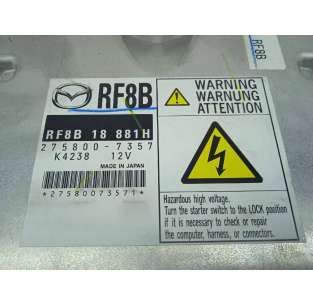 RF8B
RF8B
RF8B 18 881H
275800-7357
K4238 12V
MADE IN JAPAN
*2758007357​1*
WARNING
WARNUNG
ATTENTION
Hazardous high voltage.
Turn the starter switch to the LOCK position
if it is necessary to check or repair
the computer, harness, or connectors.